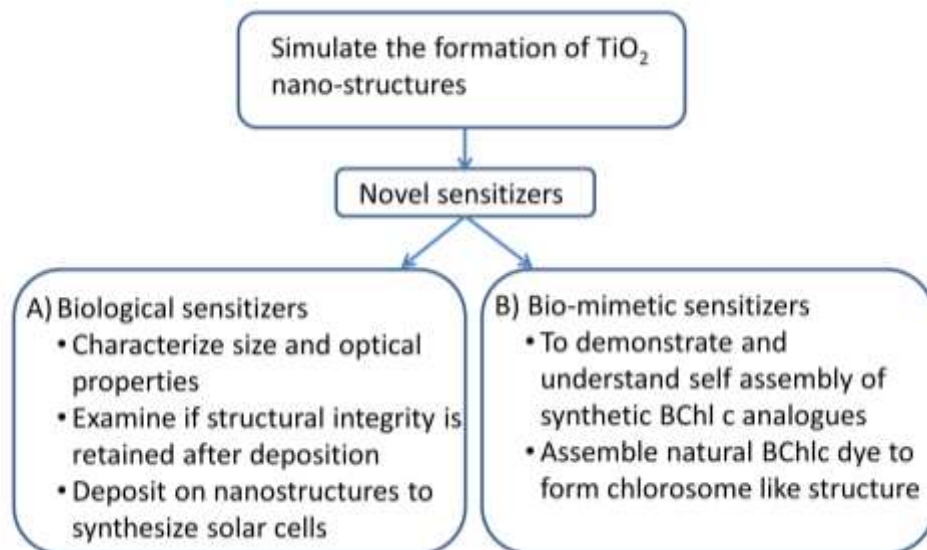 Simulate the formation of TiO₂
nano-structures
Novel sensitizers
A) Biological sensitizers
• Characterize size and optical
properties
• Examine if structural integrity is
retained after deposition
• Deposit on nanostructures to
synthesize solar cells
B) Bio-mimetic sensitizers
• To demonstrate and
understand self assembly of
synthetic BChl c analogues
• Assemble natural BChlc dye to
form chlorosome like structure